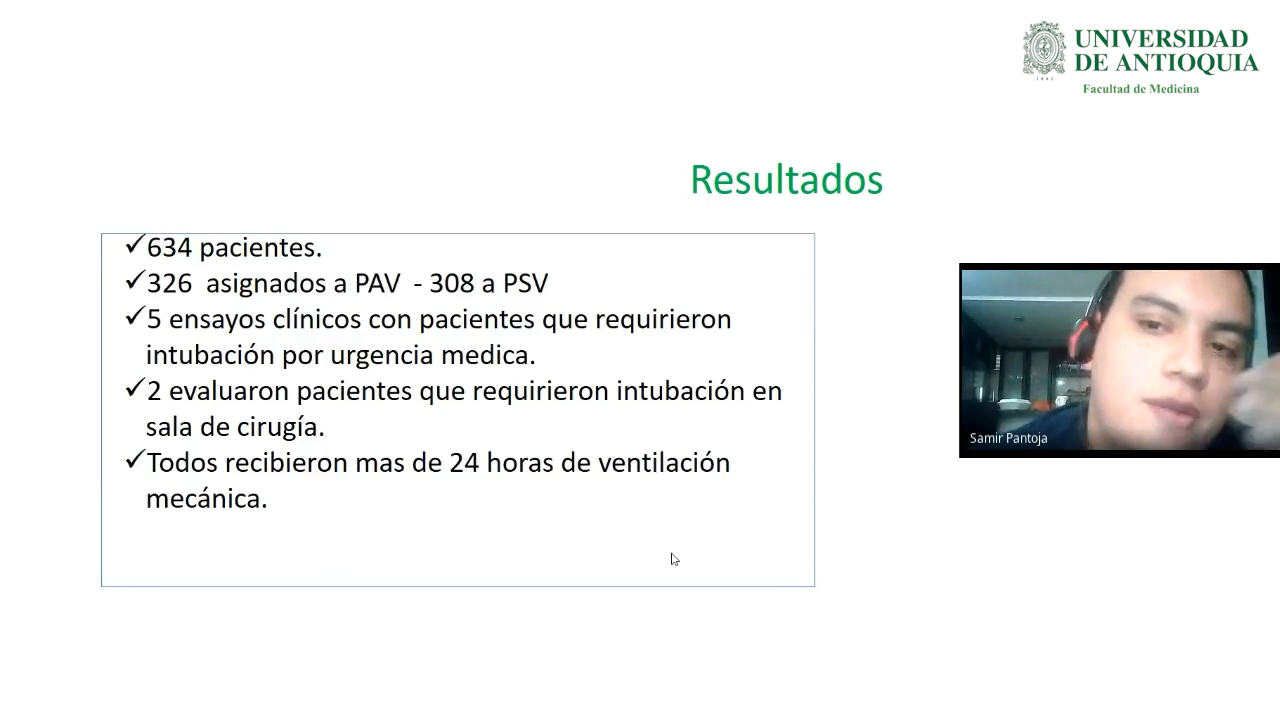 UNIVERSIDAD
DE ANTIOQUIA
Facultad de Medicina
Resultados
✓634 pacientes.
✓326  asignados a PAV  - 308 a PSV
✓5 ensayos clínicos con pacientes que requirieron
intubación por urgencia medica.
✓2 evaluaron pacientes que requirieron intubación en
sala de cirugía.
✓Todos recibieron mas de 24 horas de ventilación
mecánica.
Samir Pantoja